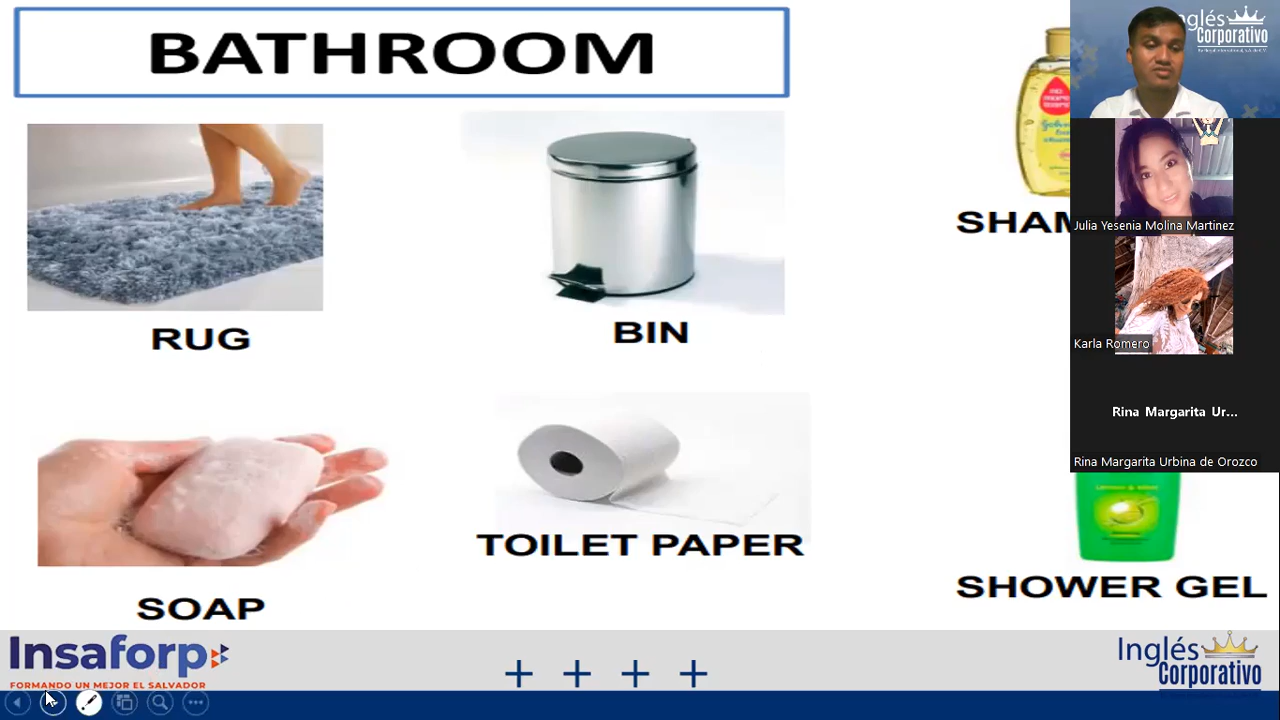 BATHROOM
RUG
BIN
SHAM
SOAP
TOILET PAPER
SHOWER GEL
Insaforp
FORMANDO UN MEJOR EL SALVADOR
Inglés
Corporativo
nglés
Corporativo
Julia Yesenia Molina Martinez
Karla Romero
Rina Margarita Ur...
Rina Margarita Urbina de Orozco